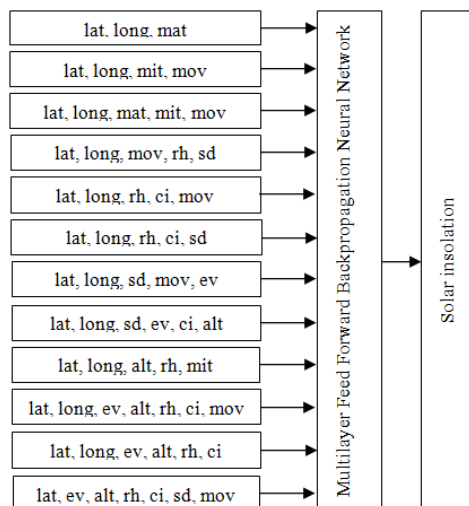 lat, long, mat
lat, long, mit, mov
lat, long, mat, mit, mov
lat, long, mov, rh, sd
lat, long, rh, ci, mov
lat, long, rh, ci, sd
lat, long, sd, mov, ev
lat, long, sd, ev, ci, alt
lat, long, alt, rh, mit
lat, long, ev, alt, rh, ci, mov
lat, long, ev, alt, rh, ci
lat, ev, alt, rh, ci, sd, mov
Multilayer Feed Forward Backpropagation Neural Network
Solar insolation